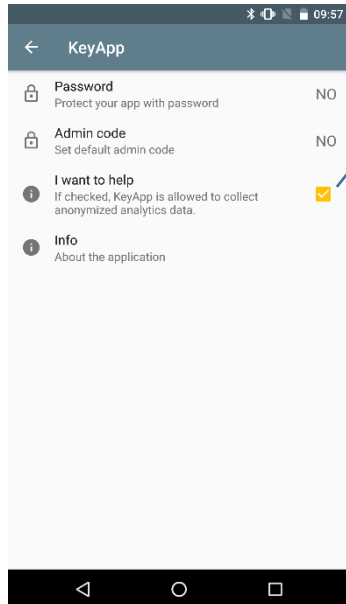 09:57
KeyApp
Password
Protect your app with password
NO
Admin code
Set default admin code
NO
I want to help
If checked, KeyApp is allowed to collect
anonymized analytics data.
Info
About the application